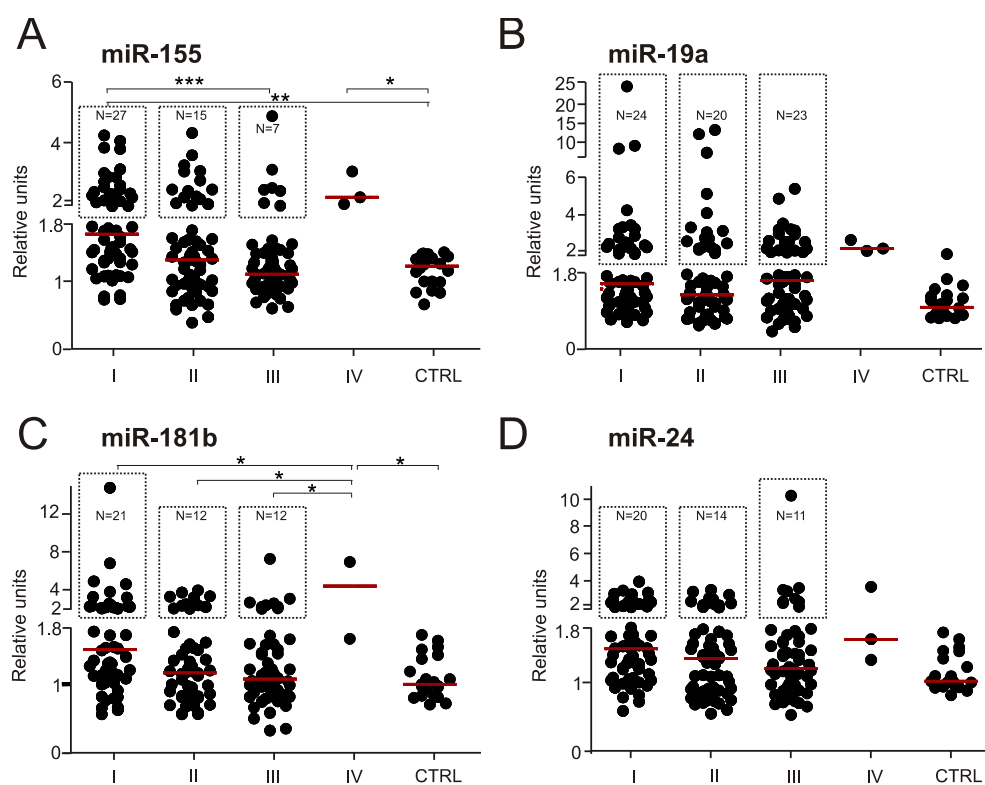 A
miR-155
Relative units
6
4
2
1.8
1
0
***
**
*
N=27
N=15
N=7
I
II
III
IV
CTRL
B
miR-19a
Relative units
25
20
15
10
6
4
2
1.8
1
0
N=24
N=20
N=23
I
II
III
IV
CTRL
C
miR-181b
Relative units
12
8
4
2
1.8
1
0
*
*
*
*
N=21
N=12
N=12
I
II
III
IV
CTRL
D
miR-24
Relative units
10
8
6
4
2
1.8
1
0
N=20
N=14
N=11
I
II
III
IV
CTRL